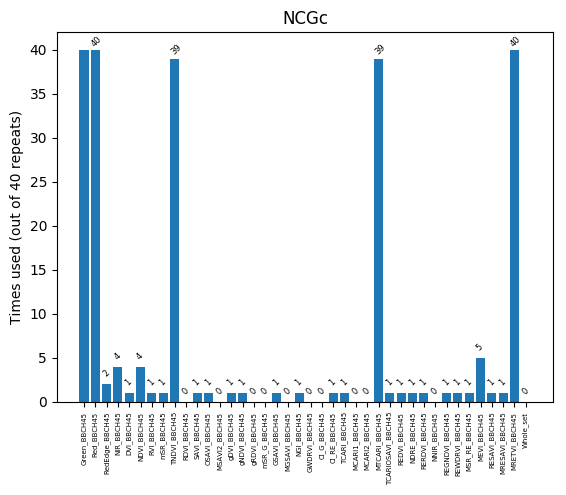 NCGc
Times used (out of 40 repeats)
40
35
30
25
20
15
10
5
0
40
2
4
1
4
1
1
39
0
1
1
0
1
1
0
0
1
0
1
0
0
1
1
0
0
39
1
1
1
1
0
1
1
1
5
1
1
40
0
Green_BBCH45
Red_BBCH45
RedEdge_BBCH45
NIR_BBCH45
DVI_BBCH45
NDVI_BBCH45
RVI_BBCH45
mSR_BBCH45
TNDVI_BBCH45
RDVI_BBCH45
SAVI_BBCH45
OSAVI_BBCH45
MSAVI2_BBCH45
gDVI_BBCH45
gNDVI_BBCH45
gRDVI_BBCH45
mSR_G_BBCH45
GSAVI_BBCH45
MGSAVI_BBCH45
NGI_BBCH45
GWDRVI_BBCH45
CI_G_BBCH45
CI_RE_BBCH45
TCARI_BBCH45
MCARI1_BBCH45
MCARI2_BBCH45
MTCARI_BBCH45
TCARIOSAVI_BBCH45
REDVI_BBCH45
NDRE_BBCH45
RERDVI_BBCH45
NNIR_BBCH45
REGNDVI_BBCH45
REWDRVI_BBCH45
MSR_RE_BBCH45
MEVI_BBCH45
RESAVI_BBCH45
MRESAVI_BBCH45
MRETVI_BBCH45
Whole_set